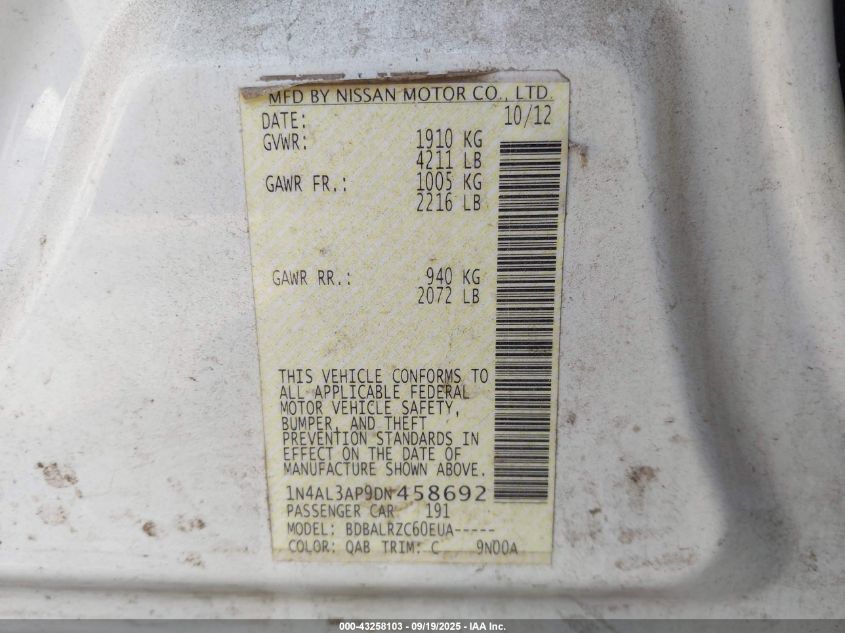 MFD BY NISSAN MOTOR CO., LTD.
DATE: 10/12
GVWR: 1910 KG
4211 LB
GAWR FR.: 1005 KG
2216 LB
GAWR RR.: 940 KG
2072 LB
THIS VEHICLE CONFORMS TO
ALL APPLICABLE FEDERAL
MOTOR VEHICLE SAFETY,
BUMPER, AND THEFT
PREVENTION STANDARDS IN
EFFECT ON THE DATE OF
MANUFACTURE SHOWN ABOVE.
1N4AL3AP9DN458692
PASSENGER CAR 191
MODEL: BDBALRZC60EUA-----
COLOR: QAB TRIM: C 9N00A
000-43258103 - 09/19/2025 - IAA Inc.